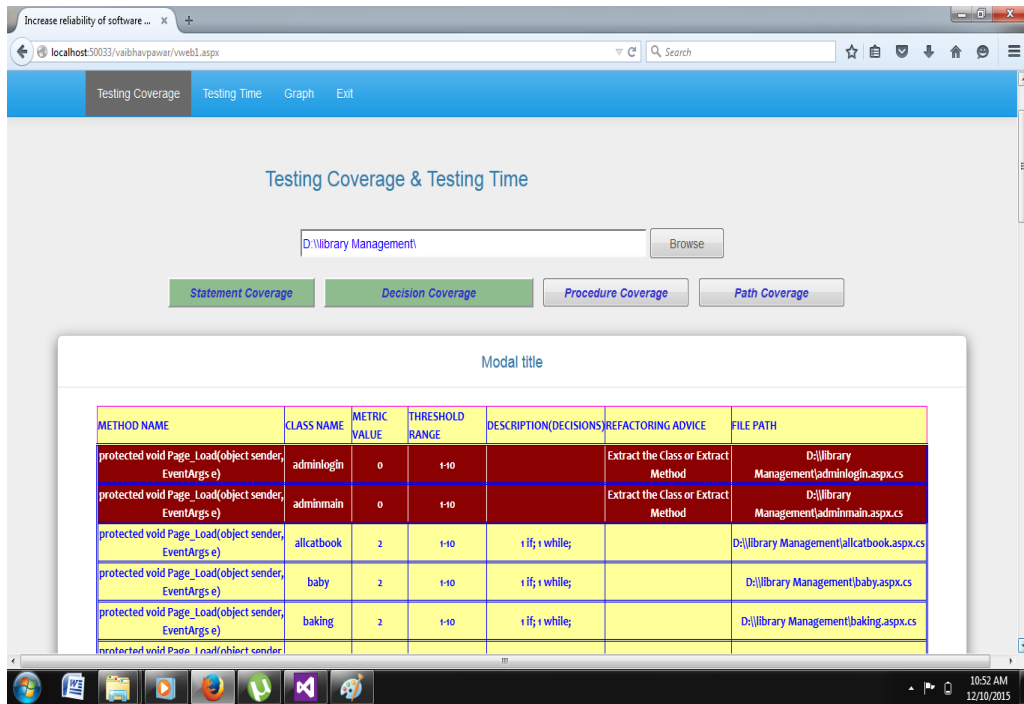 Increase reliability of software ...
localhost:50033/vaibhavpawar/vweb1.aspx
Search
Testing Coverage Testing Time Graph Exit
Testing Coverage & Testing Time
D:\\library Management\
Browse
Statement Coverage Decision Coverage Procedure Coverage Path Coverage
Modal title
METHOD NAME CLASS NAME METRIC VALUE THRESHOLD RANGE DESCRIPTION(DECISIONS) REFACTORING ADVICE FILE PATH
protected void Page_Load(object sender, EventArgs e) adminlogin 0 1-10 Extract the Class or Extract Method D:\\library Management\adminlogin.aspx.cs
protected void Page_Load(object sender, EventArgs e) adminmain 0 1-10 Extract the Class or Extract Method D:\\library Management\adminmain.aspx.cs
protected void Page_Load(object sender, EventArgs e) allcatbook 2 1-10 1 if; 1 while; D:\\library Management\allcatbook.aspx.cs
protected void Page_Load(object sender, EventArgs e) baby 2 1-10 1 if; 1 while; D:\\library Management\baby.aspx.cs
protected void Page_Load(object sender, EventArgs e) baking 2 1-10 1 if; 1 while; D:\\library Management\baking.aspx.cs
protected void Page_Load(object sender,
10:52 AM
12/10/2015